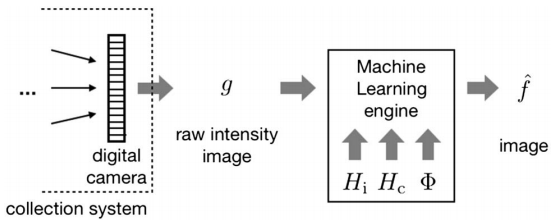 ...
digital
camera
collection system
g
raw intensity
image
Machine
Learning
engine
H_i H_c Φ
f̂
image